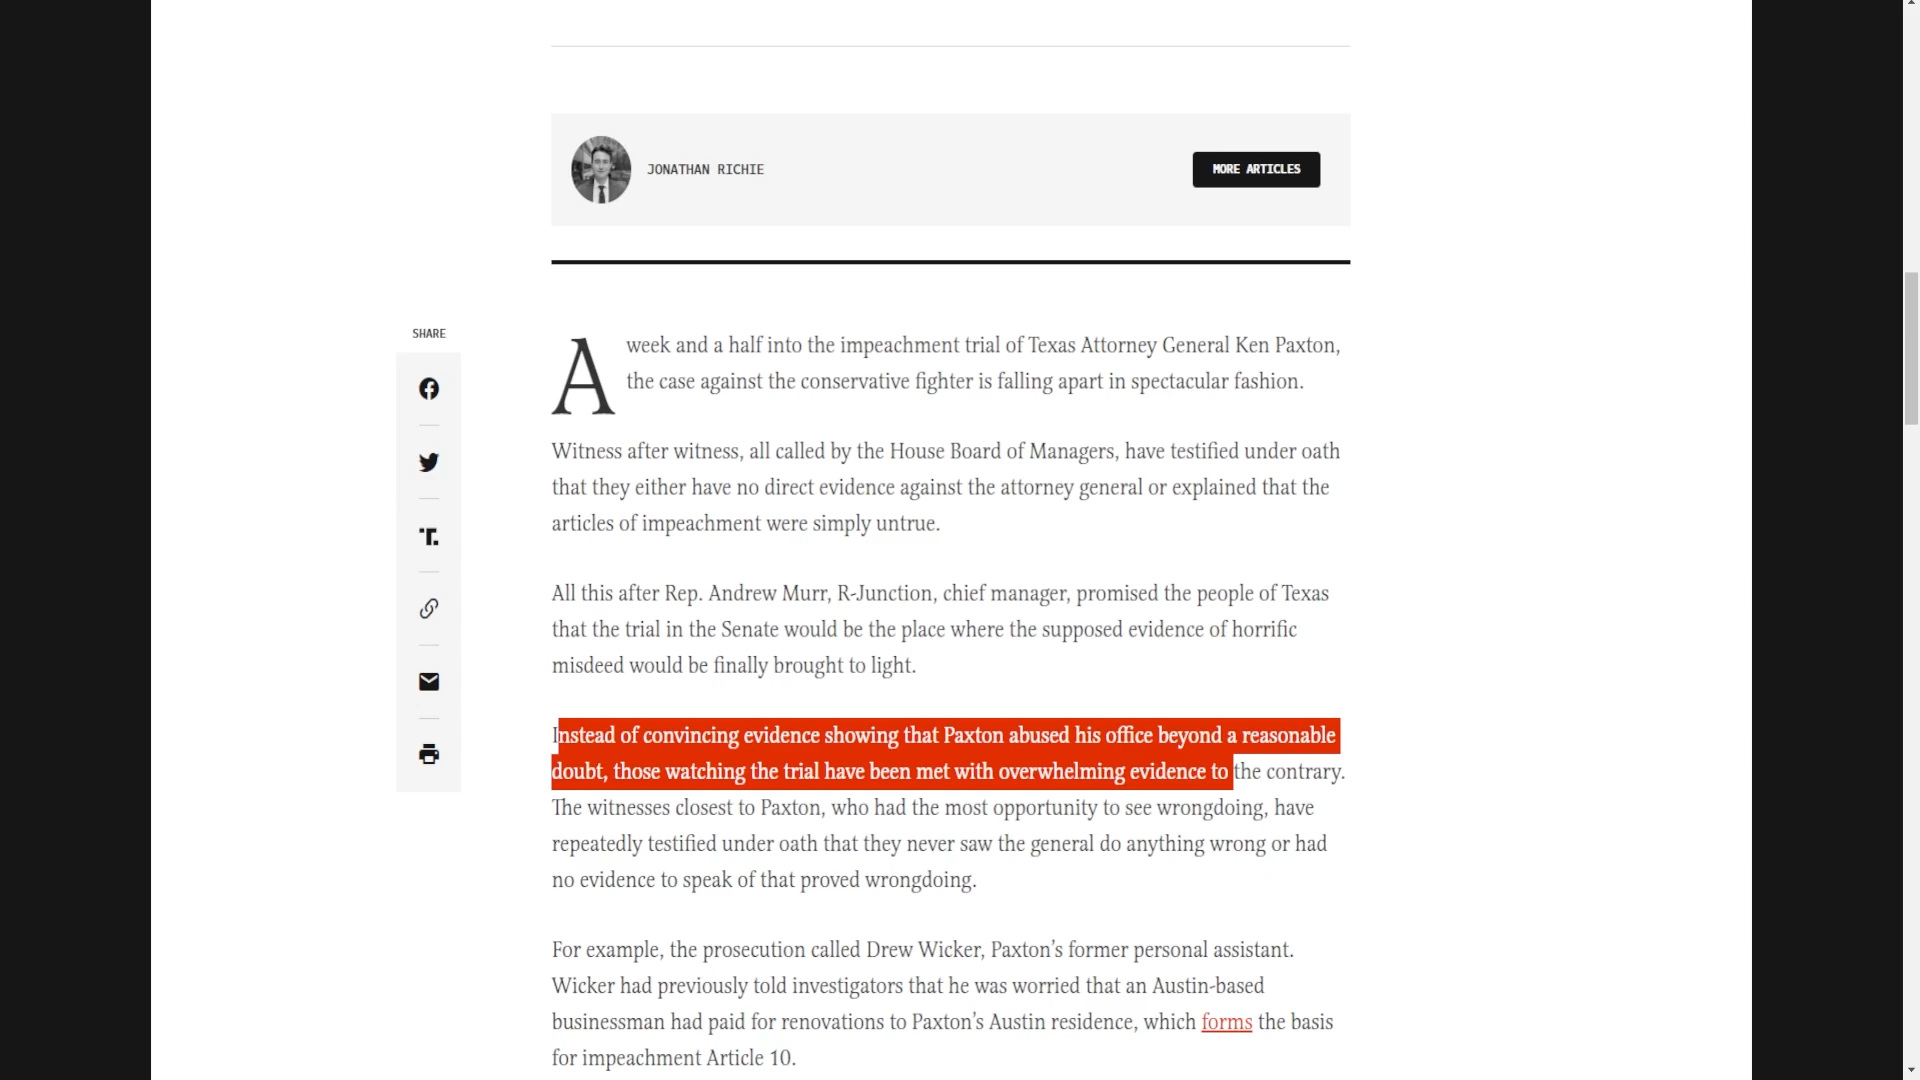 JONATHAN RICHIE
MORE ARTICLES
SHARE
A week and a half into the impeachment trial of Texas Attorney General Ken Paxton,
the case against the conservative fighter is falling apart in spectacular fashion.
Witness after witness, all called by the House Board of Managers, have testified under oath
that they either have no direct evidence against the attorney general or explained that the
articles of impeachment were simply untrue.
All this after Rep. Andrew Murr, R-Junction, chief manager, promised the people of Texas
that the trial in the Senate would be the place where the supposed evidence of horrific
misdeed would be finally brought to light.
Instead of convincing evidence showing that Paxton abused his office beyond a reasonable
doubt, those watching the trial have been met with overwhelming evidence to the contrary.
The witnesses closest to Paxton, who had the most opportunity to see wrongdoing, have
repeatedly testified under oath that they never saw the general do anything wrong or had
no evidence to speak of that proved wrongdoing.
For example, the prosecution called Drew Wicker, Paxton’s former personal assistant.
Wicker had previously told investigators that he was worried that an Austin-based
businessman had paid for renovations to Paxton’s Austin residence, which forms the basis
for impeachment Article 10.